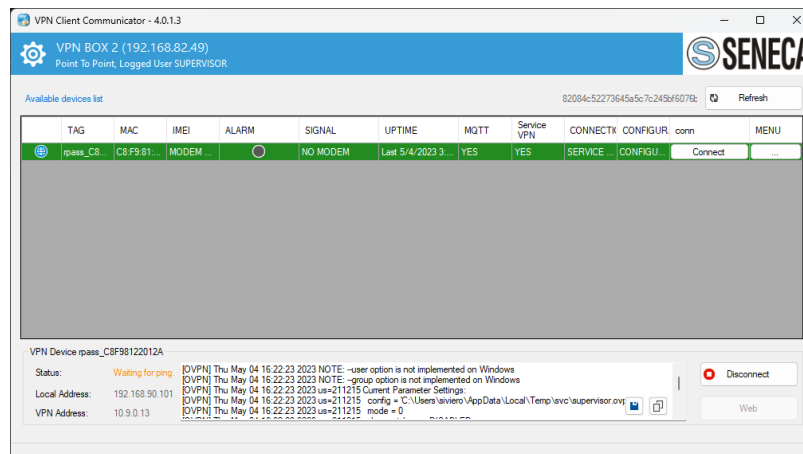 VPN Client Communicator - 4.0.1.3
VPN BOX 2 (192.168.82.49)
Point To Point, Logged User SUPERVISOR
SENECA
Available devices list
82084c52273645a5c7c245bf6076b
Refresh
TAG MAC IMEI ALARM SIGNAL UPTIME MQTT Service VPN CONNECTI CONFIGUR. conn MENU
rpass_C8... C8:F9:81:... MODEM ... NO MODEM Last 5/4/2023 3:... YES YES SERVICE ... CONFIGU... Connect ...
VPN Device rpass_C8F98122012A
Status: Waiting for ping.
Local Address: 192.168.90.101
VPN Address: 10.9.0.13
[OVPN] Thu May 04 16:22:23 2023 NOTE: --user option is not implemented on Windows
[OVPN] Thu May 04 16:22:23 2023 NOTE: --group option is not implemented on Windows
[OVPN] Thu May 04 16:22:23 2023 us=211215 Current Parameter Settings:
[OVPN] Thu May 04 16:22:23 2023 us=211215 config = 'C:\Users\siviero\AppData\Local\Temp\svc\supervisor.ovp
[OVPN] Thu May 04 16:22:23 2023 us=211215 mode = 0
Disconnect
Web